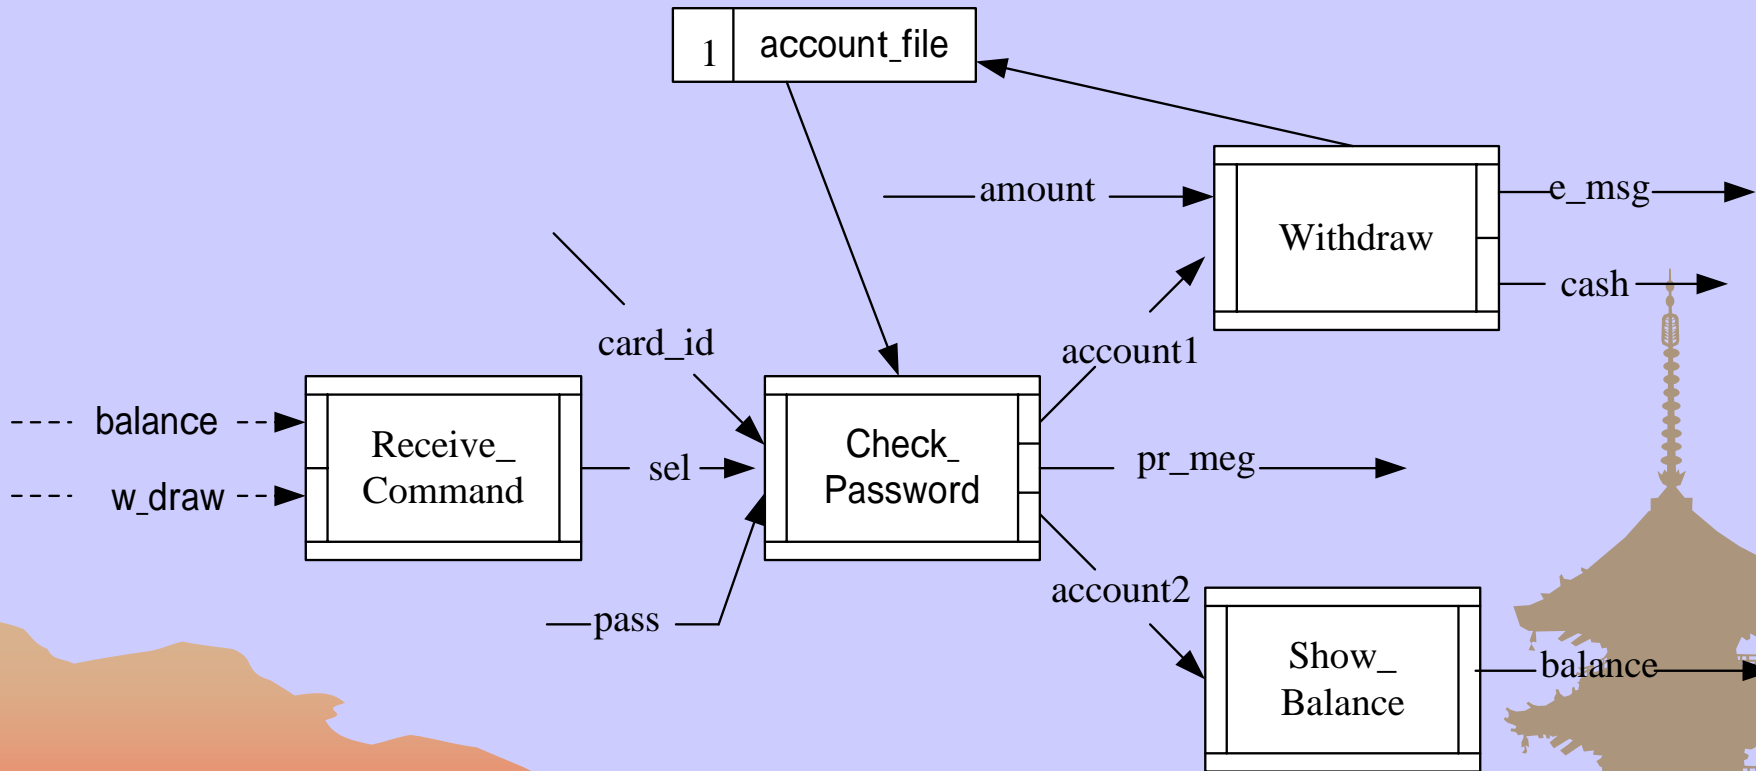 1
account_file
amount
e_msg
Withdraw
cash
card_id
account1
balance
w_draw
Receive_
Command
sel
Check_
Password
pr_meg
pass
account2
Show_
Balance
balance